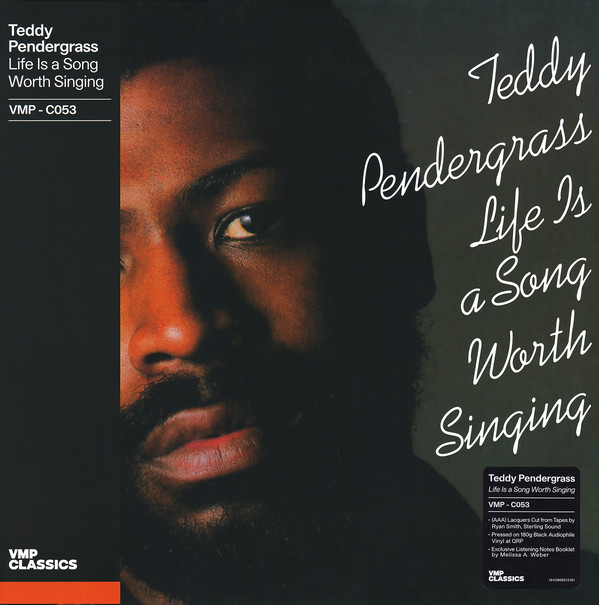 Teddy
Pendergrass
Life Is a Song
Worth Singing
VMP – C053
Teddy
Pendergrass
Life Is
a Song
Worth
Singing
Teddy Pendergrass
Life Is a Song Worth Singing
VMP – C053
• (AAA) Lacquers Cut from Tapes by
Ryan Smith, Sterling Sound
• Pressed on 180g Black Audiophile
Vinyl at QRP
• Exclusive Listening Notes Booklet
by Melissa A. Weber
VMP
CLASSICS
VMP
CLASSICS